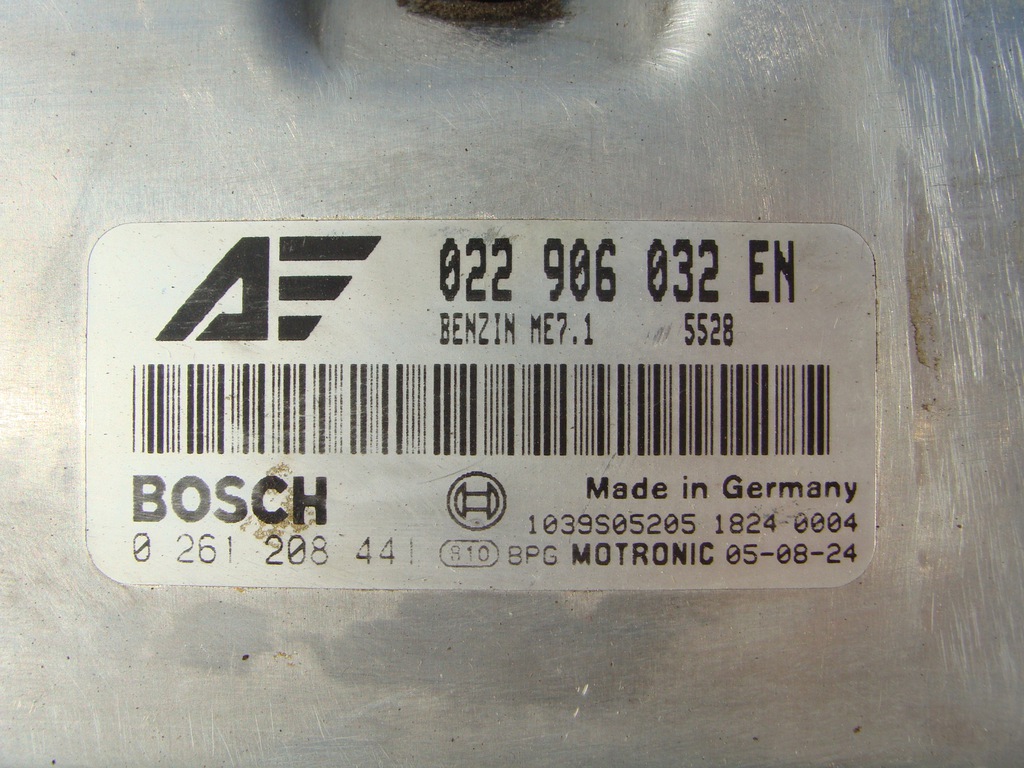 AF 022 906 032 EN
BENZIN ME7.1 5528
BOSCH Made in Germany
1039S05205 1824 0004
0 261 208 441 810 BPG MOTRONIC 05-08-24